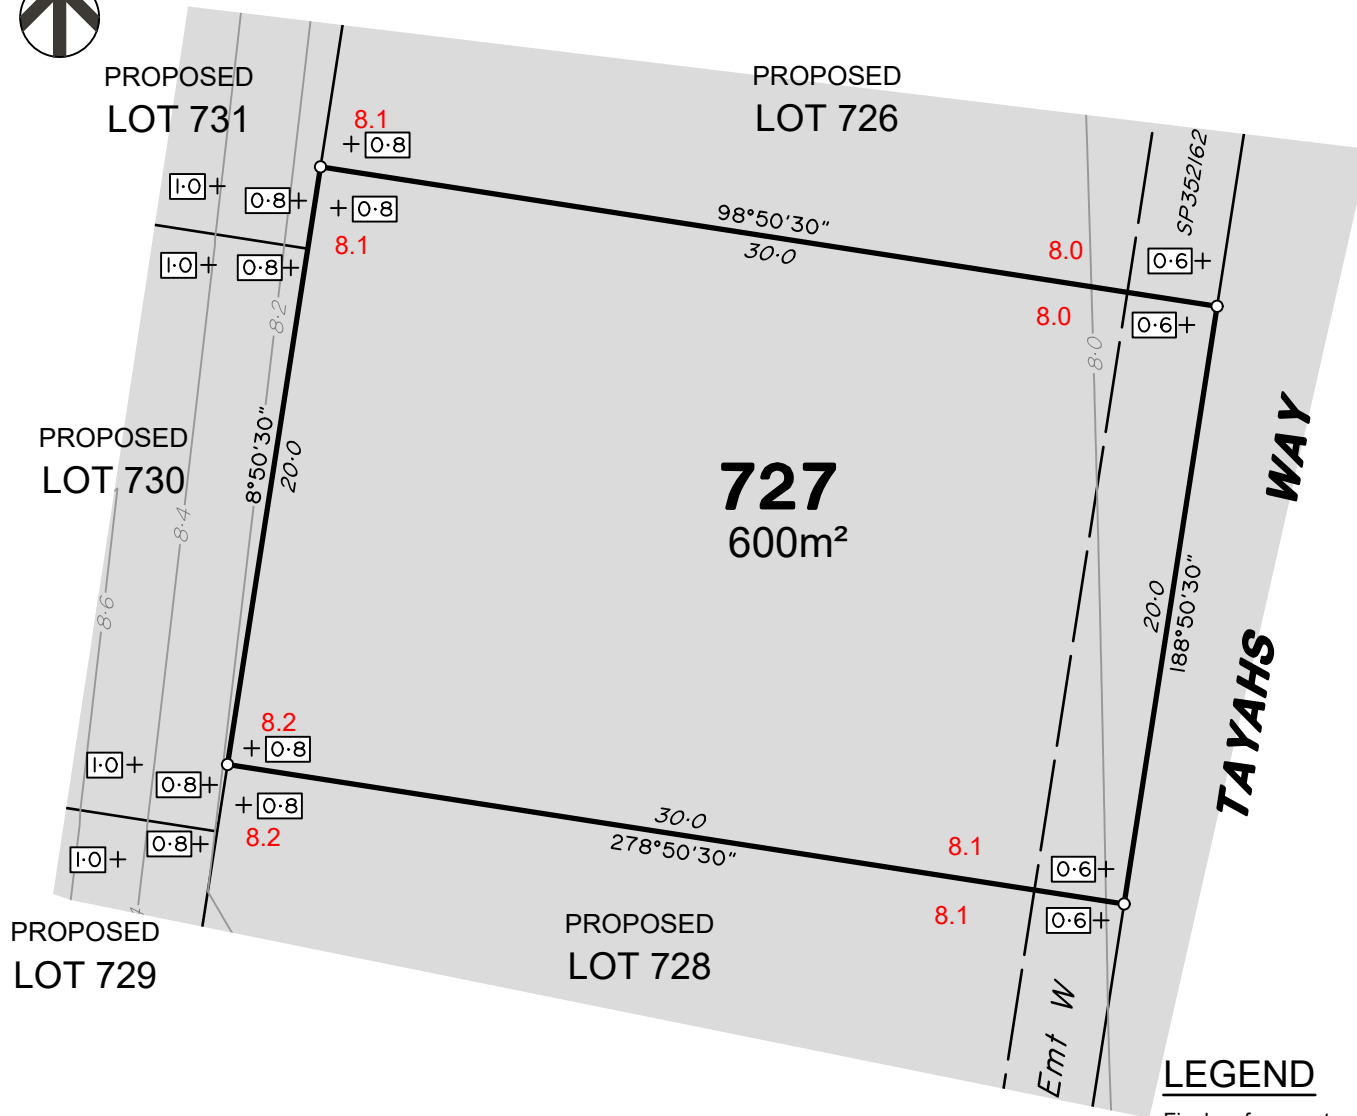 PROPOSED
LOT 731
PROPOSED
LOT 726
8.1
0·8
1·0
0·8
0·8
8.1
1·0
0·8
98°50'30"
30·0
SP352162
8.0
0·6
8.0
0·6
8·2
8·0
PROPOSED
LOT 730
8·4
8·6
8°50'30"
20·0
727
600m²
20·0
188°50'30"
TAYAHS WAY
8.2
0·8
1·0
0·8
0·8
8.2
1·0
0·8
30·0
278°50'30"
8.1
0·6
8.1
0·6
PROPOSED
LOT 729
PROPOSED
LOT 728
Emt W
LEGEND